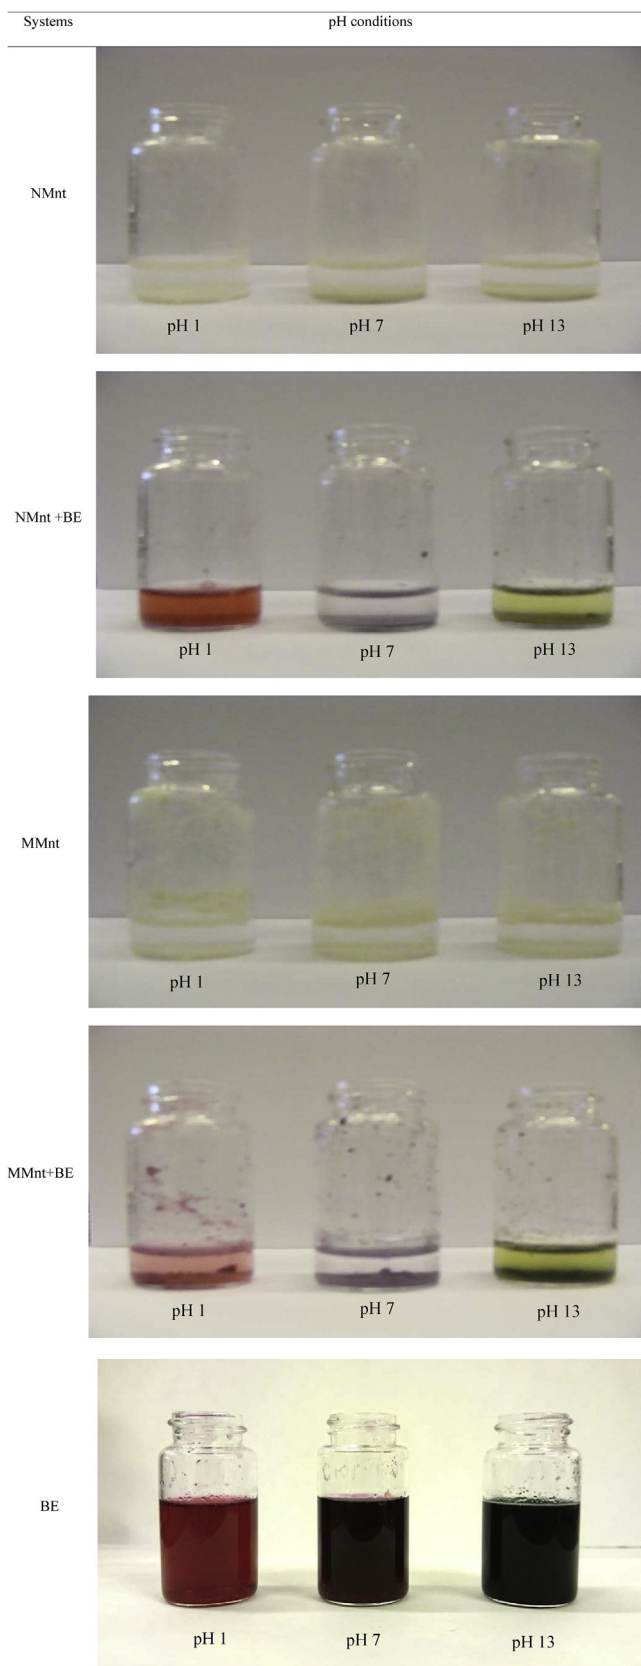 Systems pH conditions
NMnt
pH 1 pH 7 pH 13
NMnt +BE
pH 1 pH 7 pH 13
MMnt
pH 1 pH 7 pH 13
MMnt+BE
pH 1 pH 7 pH 13
BE
pH 1 pH 7 pH 13